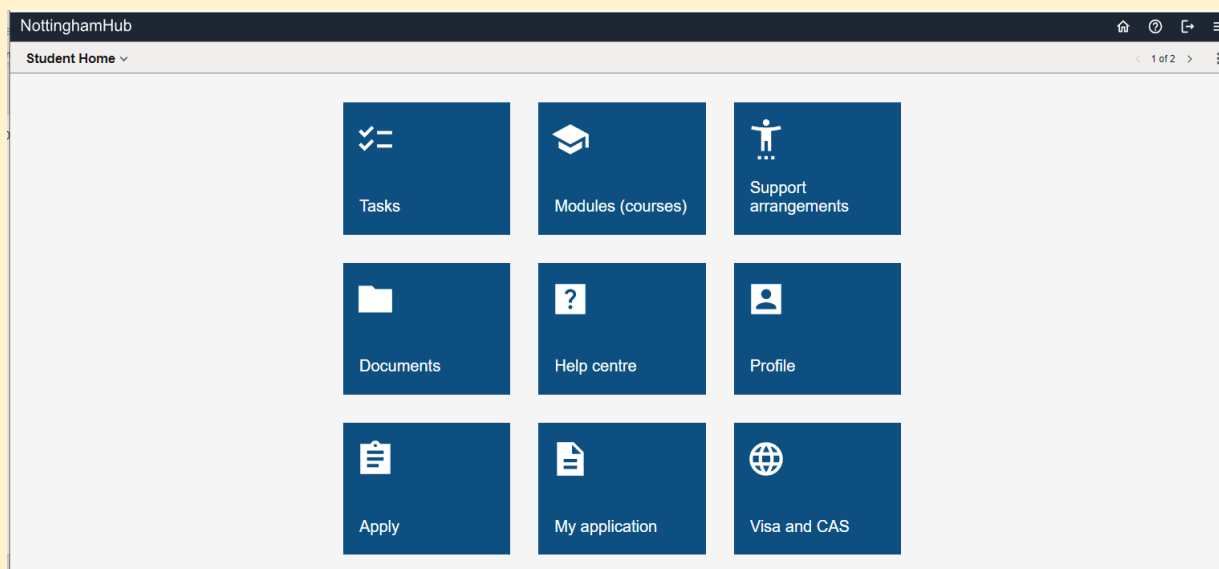 NottinghamHub
Student Home
1 of 2
Tasks
Modules (courses)
Support
arrangements
Documents
Help centre
Profile
Apply
My application
Visa and CAS